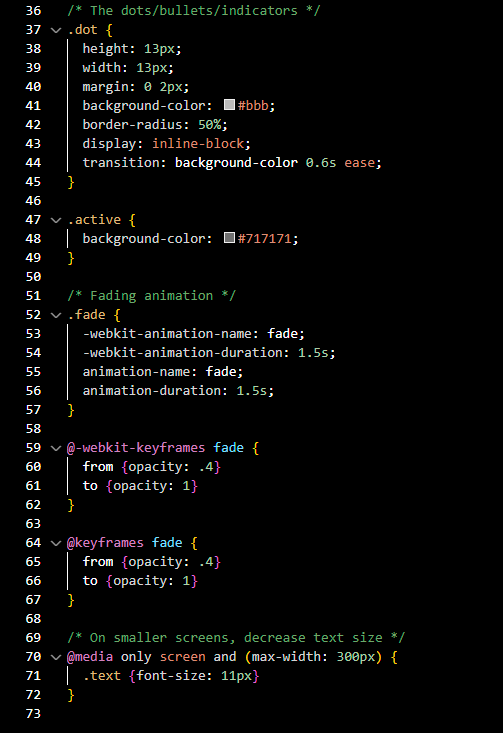 36 /* The dots/bullets/indicators */
37 .dot {
38   height: 13px;
39   width: 13px;
40   margin: 0 2px;
41   background-color: #bbb;
42   border-radius: 50%;
43   display: inline-block;
44   transition: background-color 0.6s ease;
45 }
46
47 .active {
48   background-color: #717171;
49 }
50
51 /* Fading animation */
52 .fade {
53   -webkit-animation-name: fade;
54   -webkit-animation-duration: 1.5s;
55   animation-name: fade;
56   animation-duration: 1.5s;
57 }
58
59 @-webkit-keyframes fade {
60   from {opacity: .4}
61   to {opacity: 1}
62 }
63
64 @keyframes fade {
65   from {opacity: .4}
66   to {opacity: 1}
67 }
68
69 /* On smaller screens, decrease text size */
70 @media only screen and (max-width: 300px) {
71   .text {font-size: 11px}
72 }
73